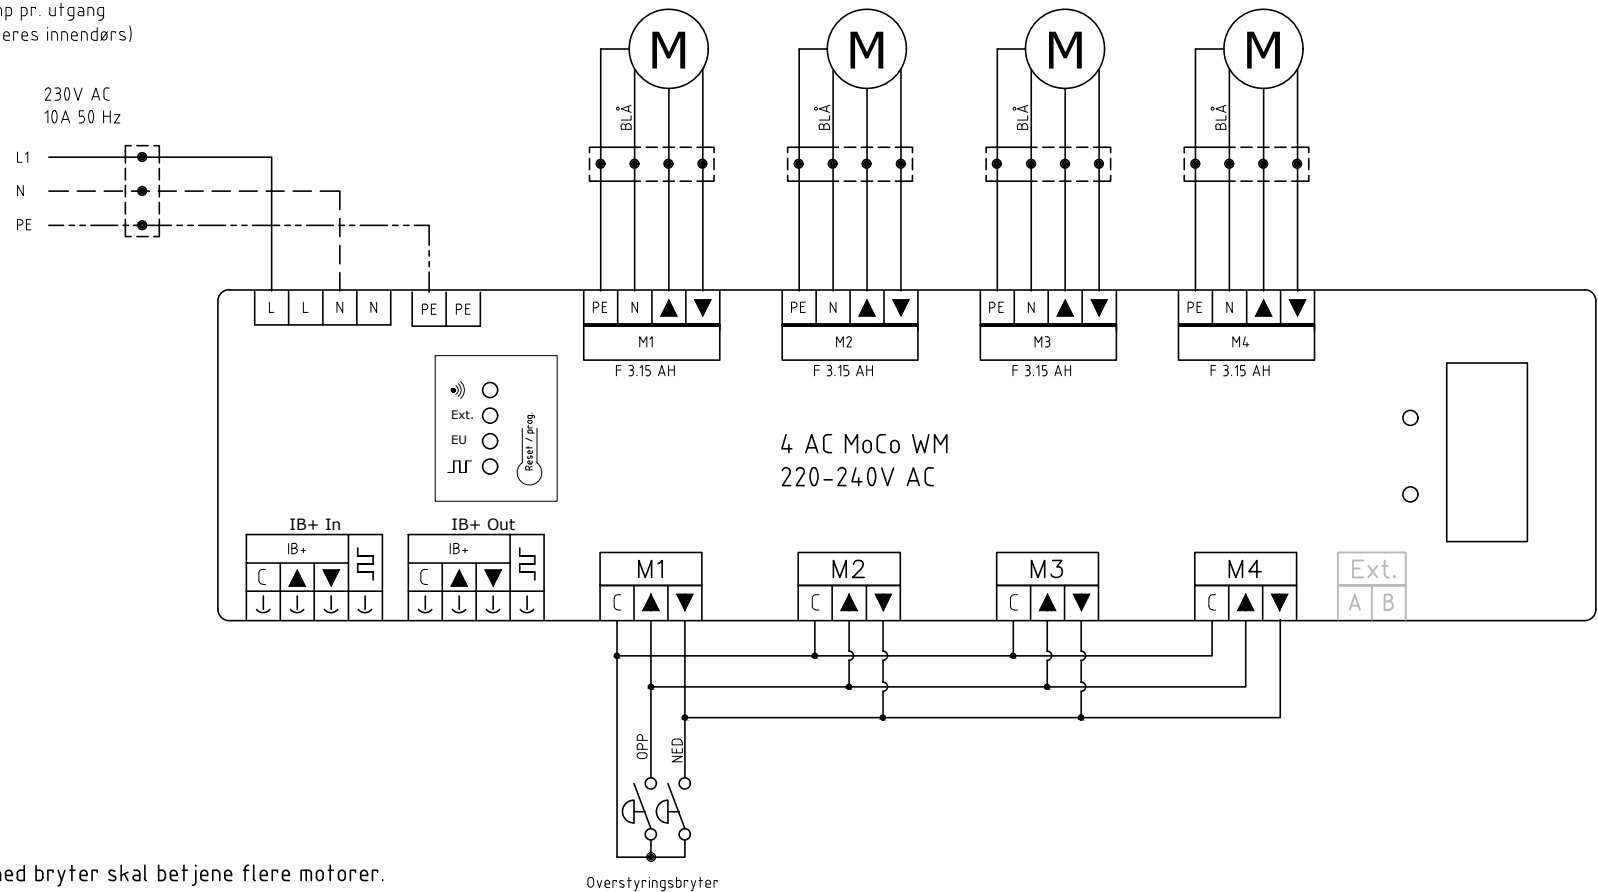 pr. utgang
innendørs)
230V AC
10A 50 Hz
L1
N
PE
M M M M
BLÅ BLÅ BLÅ BLÅ
L L N N PE PE
PE N ▲ ▼ PE N ▲ ▼ PE N ▲ ▼ PE N ▲ ▼
M1 M2 M3 M4
F 3.15 AH F 3.15 AH F 3.15 AH F 3.15 AH
Ext.
EU
Reset / prog.
4 AC MoCo WM
220-240V AC
IB+ In IB+ Out
IB+ IB+
C ▲ ▼ C ▲ ▼
M1 M2 M3 M4 Ext.
C ▲ ▼ C ▲ ▼ C ▲ ▼ C ▲ ▼ A B
OPP NED
bryter skal betjene flere motorer.
Overstyringsbryter